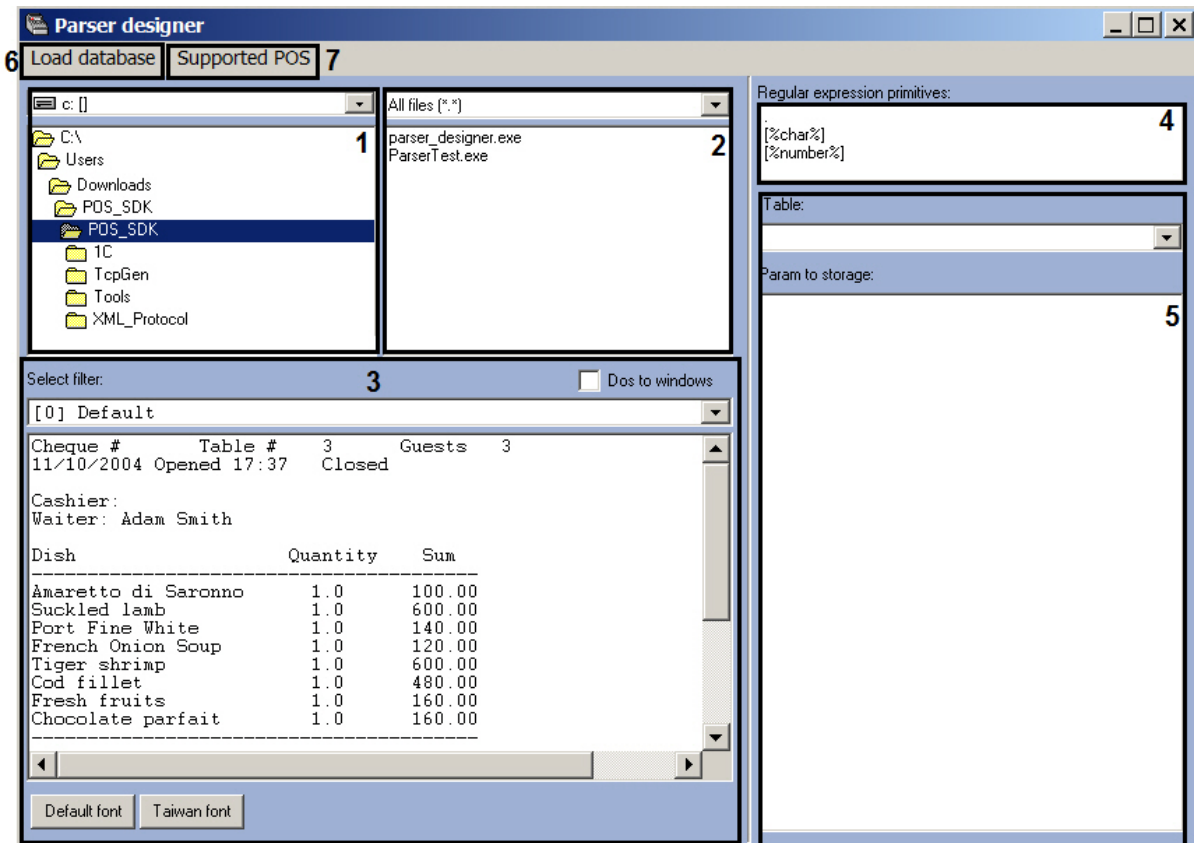 Parser designer
6 Load database Supported POS 7
c: []
1
C:\
Users
Downloads
POS_SDK
POS_SDK
1C
TcpGen
Tools
XML_Protocol
All files (*.*)
2
parser_designer.exe
ParserTest.exe
Regular expression primitives:
4
.
[%char%]
[%number%]
Table:
Param to storage:
5
Select filter: 3 Dos to windows
[0] Default
Cheque # Table # 3 Guests 3
11/10/2004 Opened 17:37 Closed
Cashier:
Waiter: Adam Smith
Dish Quantity Sum
----------------------------------------
Amaretto di Saronno 1.0 100.00
Suckled lamb 1.0 600.00
Port Fine White 1.0 140.00
French Onion Soup 1.0 120.00
Tiger shrimp 1.0 600.00
Cod fillet 1.0 480.00
Fresh fruits 1.0 160.00
Chocolate parfait 1.0 160.00
----------------------------------------
Default font Taiwan font